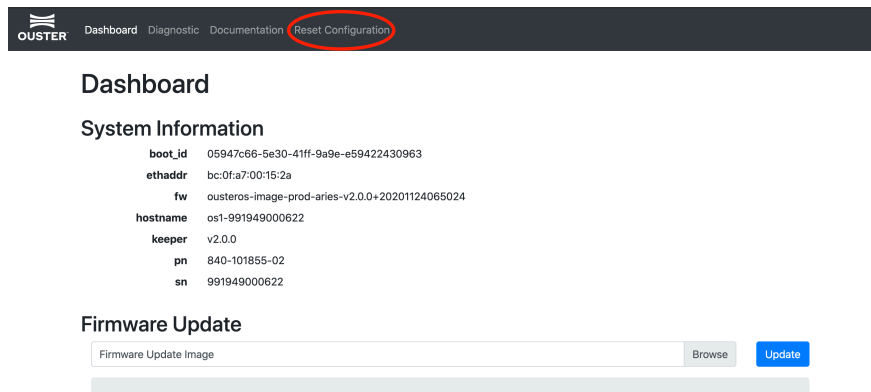 OUSTER Dashboard Diagnostic Documentation Reset Configuration
Dashboard
System Information
boot_id 05947c66-5e30-41ff-9a9e-e59422430963
ethaddr bc:0f:a7:00:15:2a
fw ousteros-image-prod-aries-v2.0.0+20201124065024
hostname os1-991949000622
keeper v2.0.0
pn 840-101855-02
sn 991949000622
Firmware Update
Firmware Update Image Browse Update